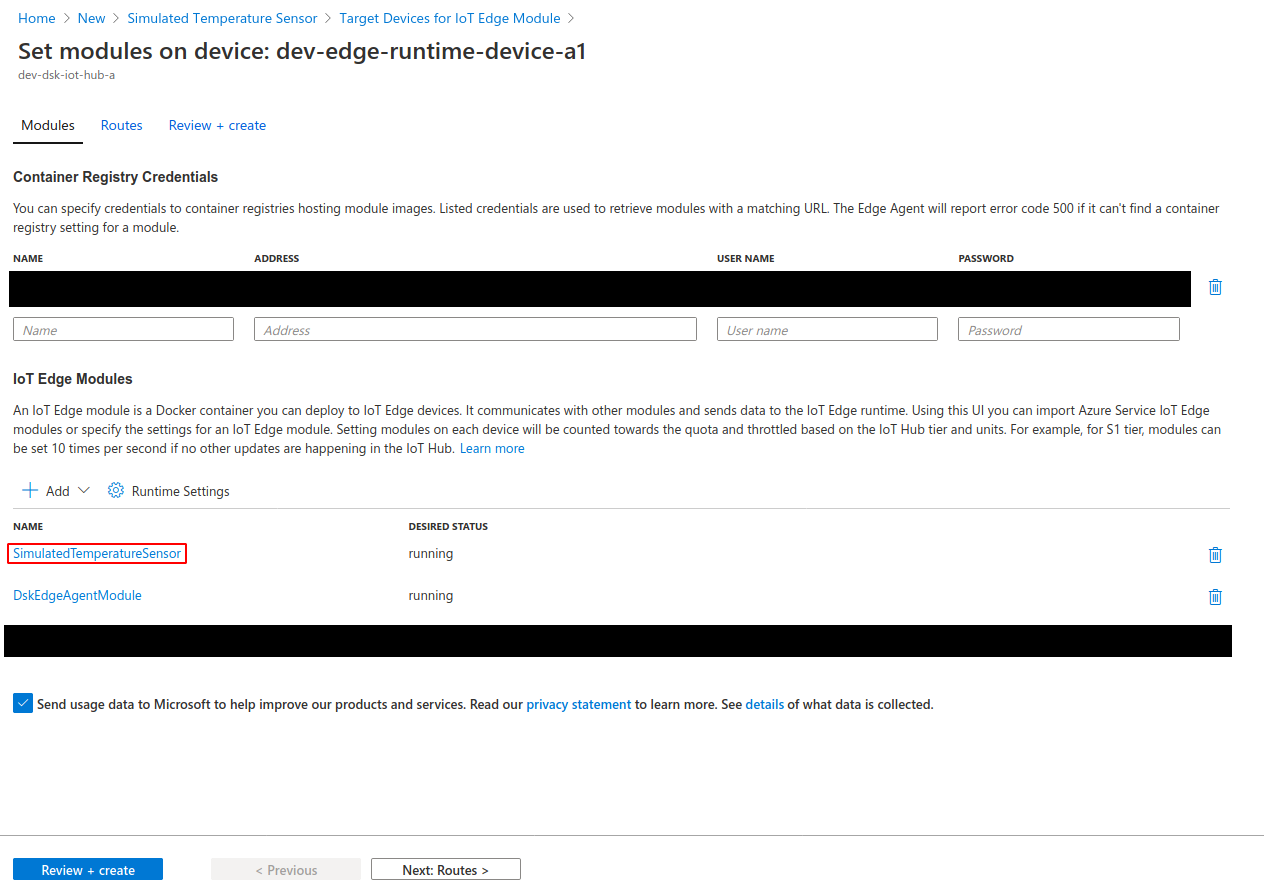 Home > New > Simulated Temperature Sensor > Target Devices for IoT Edge Module >
Set modules on device: dev-edge-runtime-device-a1
dev-dsk-iot-hub-a
Modules Routes Review + create
Container Registry Credentials
You can specify credentials to container registries hosting module images. Listed credentials are used to retrieve modules with a matching URL. The Edge Agent will report error code 500 if it can't find a container
registry setting for a module.
NAME ADDRESS USER NAME PASSWORD
Name Address User name Password
IoT Edge Modules
An IoT Edge module is a Docker container you can deploy to IoT Edge devices. It communicates with other modules and sends data to the IoT Edge runtime. Using this UI you can import Azure Service IoT Edge
modules or specify the settings for an IoT Edge module. Setting modules on each device will be counted towards the quota and throttled based on the IoT Hub tier and units. For example, for S1 tier, modules can
be set 10 times per second if no other updates are happening in the IoT Hub. Learn more
Add Runtime Settings
NAME DESIRED STATUS
SimulatedTemperatureSensor running
DskEdgeAgentModule running
Send usage data to Microsoft to help improve our products and services. Read our privacy statement to learn more. See details of what data is collected.
Review + create < Previous Next: Routes >